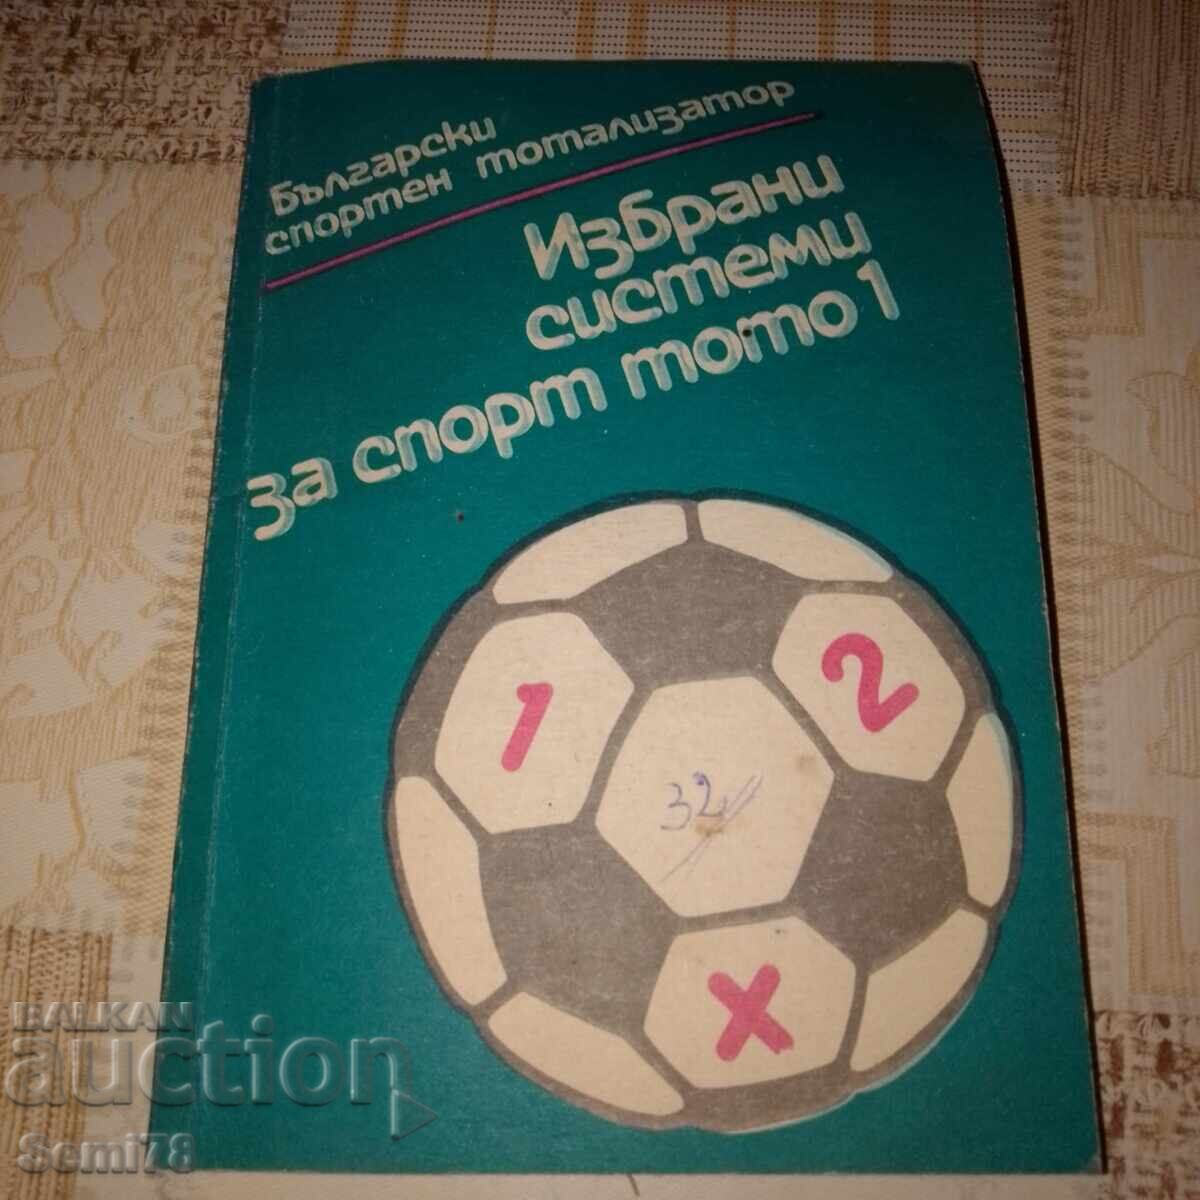 Български
спортен тотализатор
Избрани
системи
за спорт тото 1
1
2
32
x
BALKAN
auction
Semi78